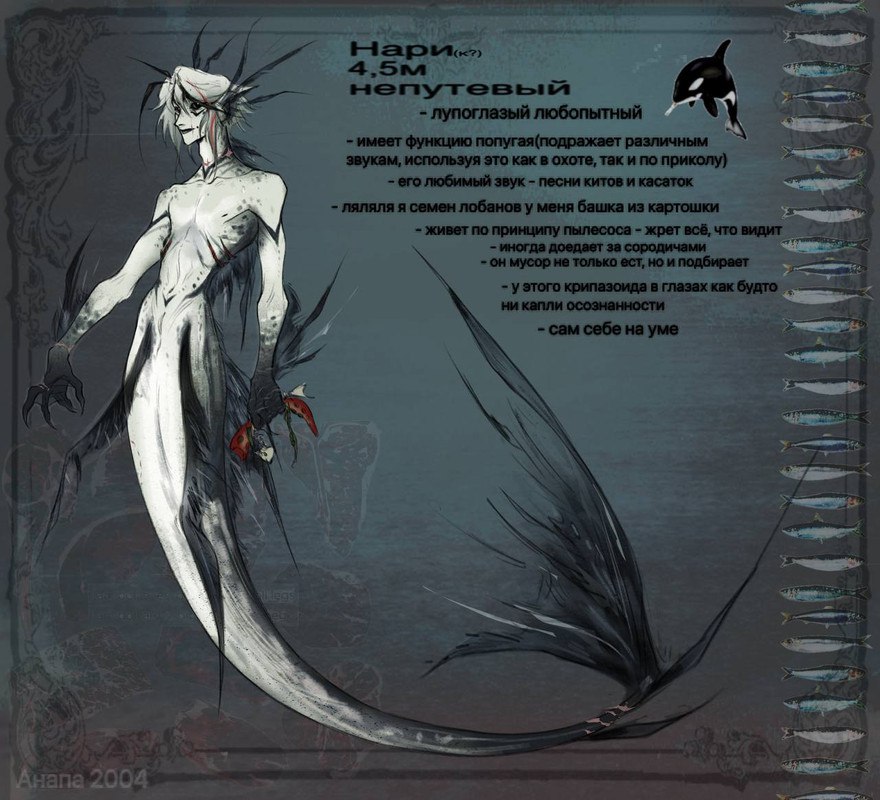 Нари(к?)
4,5м
непутевый
- лупоглазый любопытный
- имеет функцию попугая(подражает различным
звукам, используя это как в охоте, так и по приколу)
- его любимый звук - песни китов и касаток
- ляляля я семен лобанов у меня башка из картошки
- живет по принципу пылесоса - жрет всё, что видит
- иногда доедает за сородичами
- он мусор не только ест, но и подбирает
- у этого крипазоида в глазах как будто
ни капли осознанности
- сам себе на уме
Анапа 2004